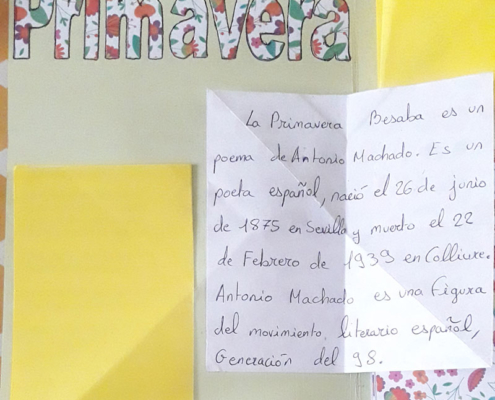 Primavera
La Primavera Besaba es un
poema de Antonio Machado. Es un
poeta español, nació el 26 de junio
de 1875 en Sevilla y muerto el 22
de Febrero de 1939 en Colliure.
Antonio Machado es una Figura
del movimiento, literario español,
Generación del 98.